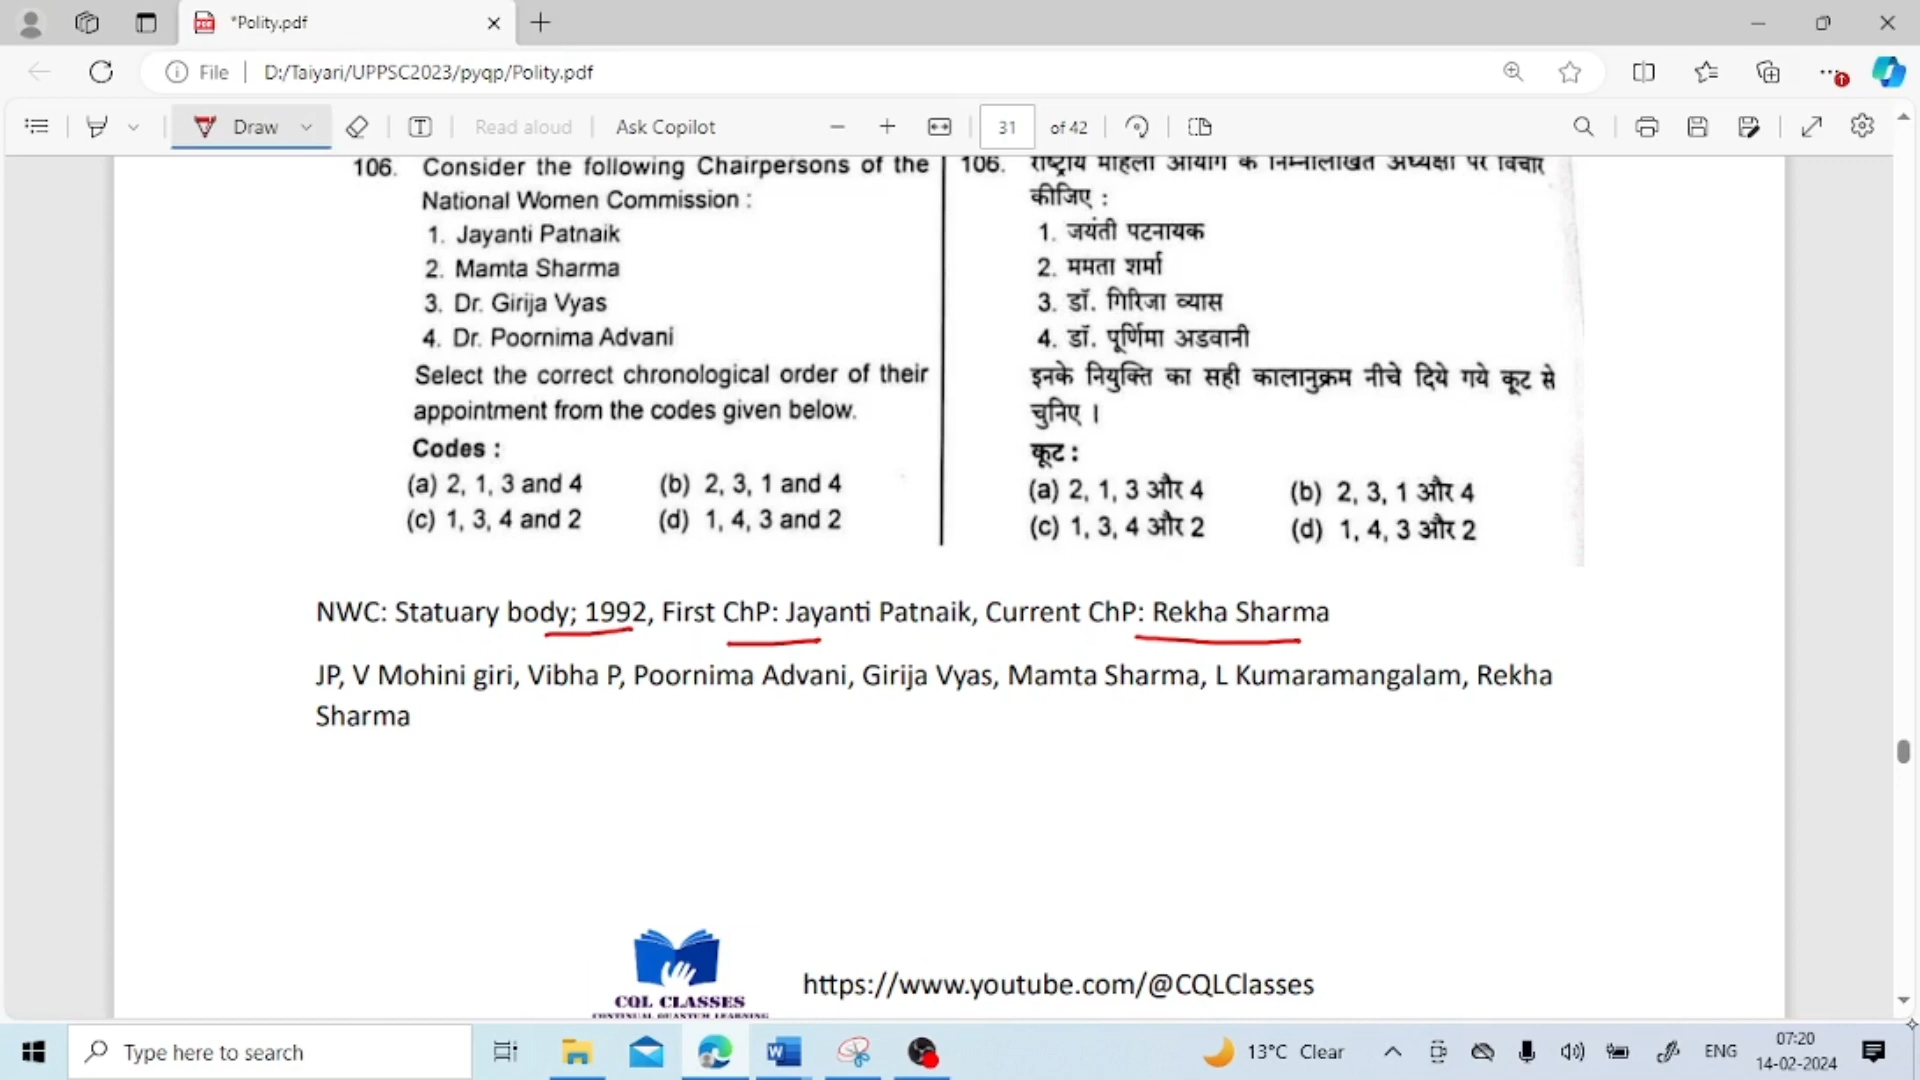 *Polity.pdf
File
D:/Taiyari/UPPSC2023/pyqp/Polity.pdf
Draw
Read aloud
Ask Copilot
31
of 42
106. Consider the following Chairpersons of the
National Women Commission :
1. Jayanti Patnaik
2. Mamta Sharma
3. Dr. Girija Vyas
4. Dr. Poornima Advani
Select the correct chronological order of their
appointment from the codes given below.
Codes :
(a) 2, 1, 3 and 4 (b) 2, 3, 1 and 4
(c) 1, 3, 4 and 2 (d) 1, 4, 3 and 2
106. राष्ट्रीय महिला आयोग के निम्नलिखित अध्यक्षों पर विचार
कीजिए :
1. जयंती पटनायक
2. ममता शर्मा
3. डॉ. गिरिजा व्यास
4. डॉ. पूर्णिमा अडवानी
इनके नियुक्ति का सही कालानुक्रम नीचे दिये गये कूट से
चुनिए ।
कूट :
(a) 2, 1, 3 और 4 (b) 2, 3, 1 और 4
(c) 1, 3, 4 और 2 (d) 1, 4, 3 और 2
NWC: Statuary body; 1992, First ChP: Jayanti Patnaik, Current ChP: Rekha Sharma
JP, V Mohini giri, Vibha P, Poornima Advani, Girija Vyas, Mamta Sharma, L Kumaramangalam, Rekha
Sharma
CQL CLASSES
CONTINUAL QUANTUM LEARNING
https://www.youtube.com/@CQLClasses
Type here to search
13°C Clear
ENG
07:20
14-02-2024